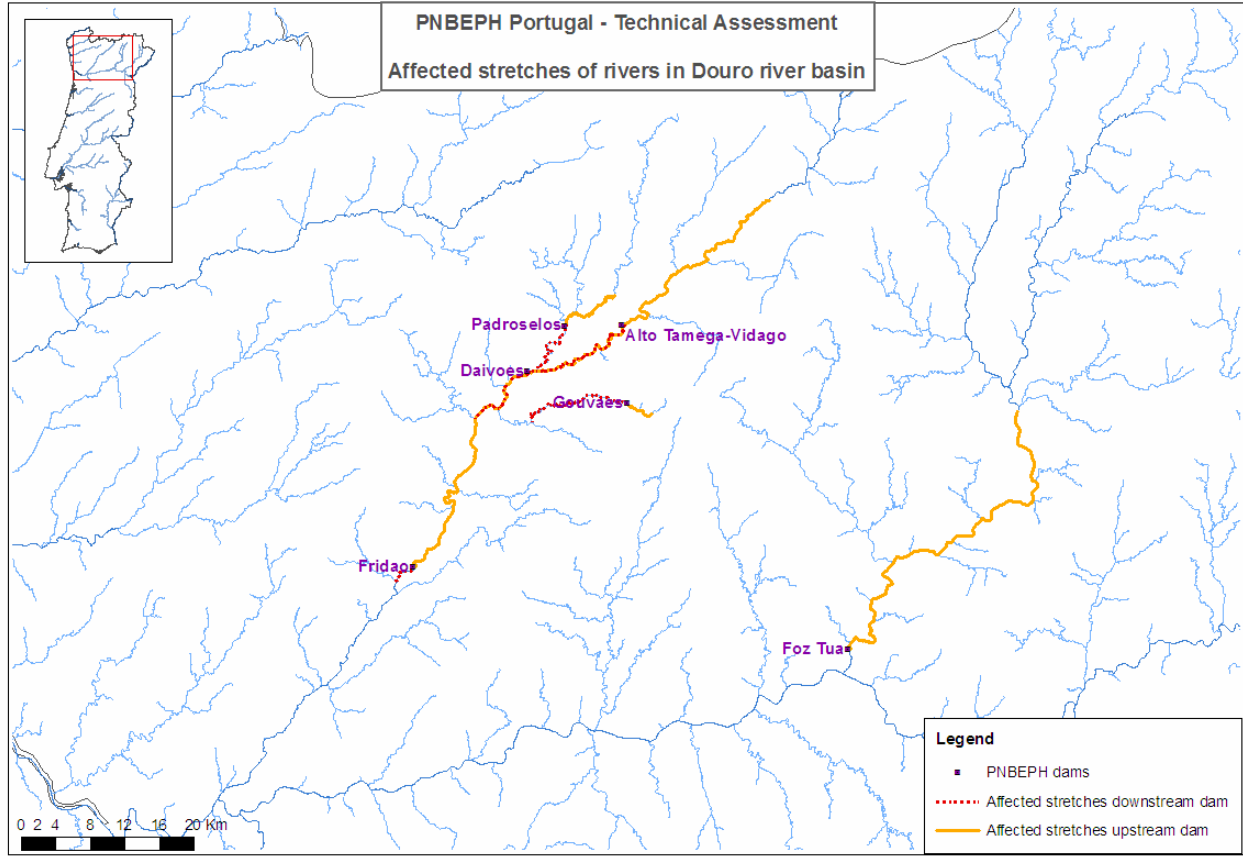 PNBEPH Portugal - Technical Assessment
Affected stretches of rivers in Douro river basin
Padroselos
Alto Tamega-Vidago
Daivoes
Gouvaes
Fridao
Foz Tua
Legend
PNBEPH dams
Affected stretches downstream dam
Affected stretches upstream dam
0 2 4 8 12 16 20 Km